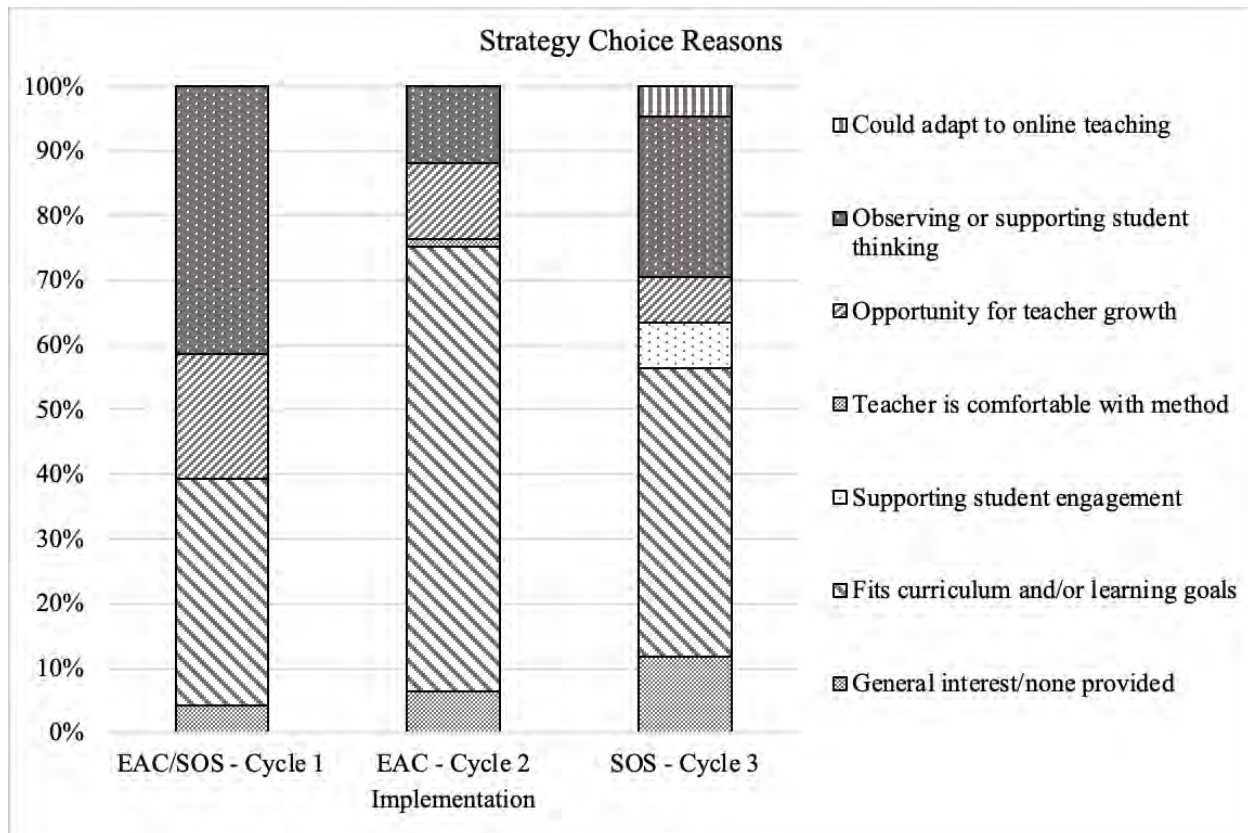 Strategy Choice Reasons
100%
90%
80%
70%
60%
50%
40%
30%
20%
10%
0%
EAC/SOS - Cycle 1
EAC - Cycle 2
SOS - Cycle 3
Implementation
Could adapt to online teaching
Observing or supporting student
thinking
Opportunity for teacher growth
Teacher is comfortable with method
Supporting student engagement
Fits curriculum and/or learning goals
General interest/none provided